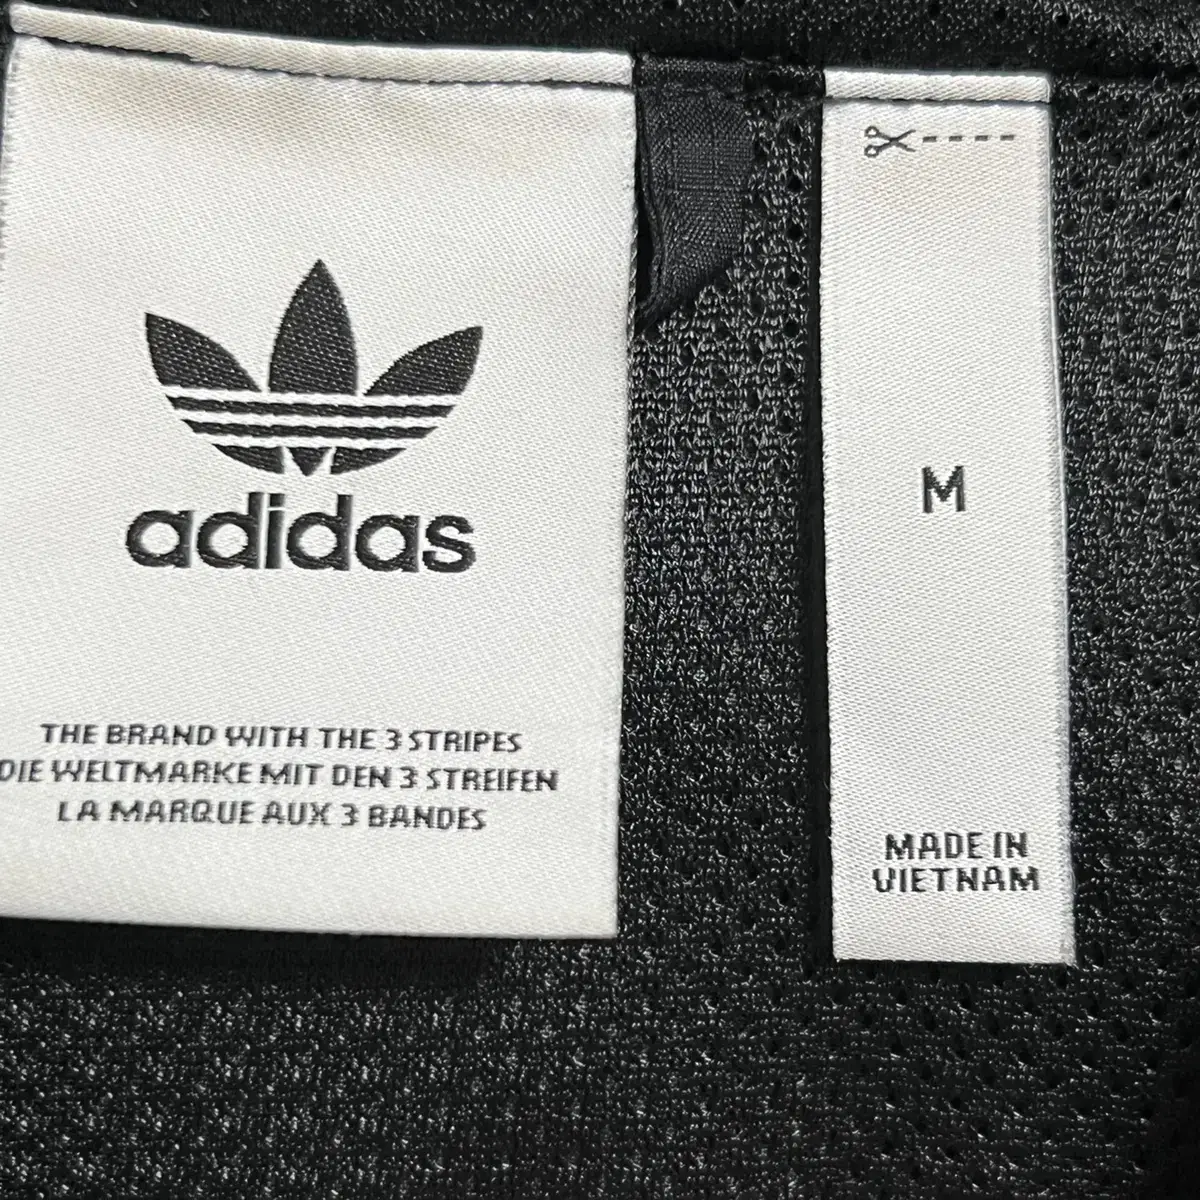 adidas
THE BRAND WITH THE 3 STRIPES
DIE WELTMARKE MIT DEN 3 STREIFEN
LA MARQUE AUX 3 BANDES
M
MADE IN
VIETNAM